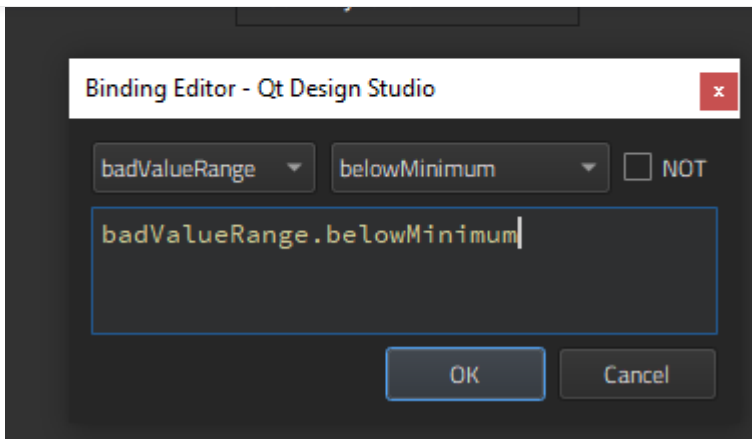 Binding Editor - Qt Design Studio
x
badValueRange belowMinimum NOT
badValueRange.belowMinimum
OK Cancel